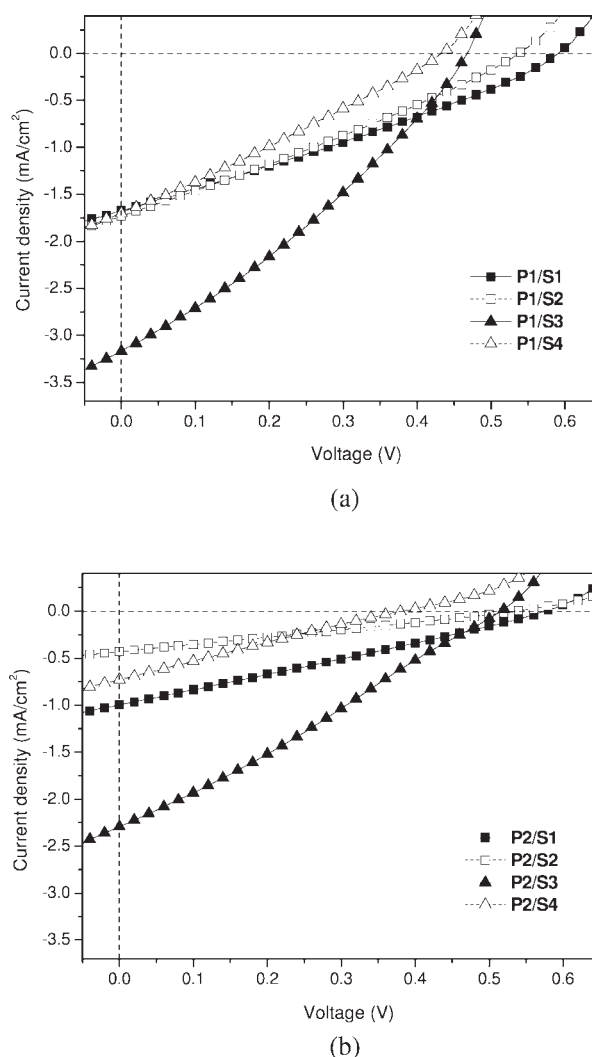 0.0
-0.5
-1.0
-1.5
-2.0
-2.5
-3.0
-3.5
Current density (mA/cm²)
P1/S1
P1/S2
P1/S3
P1/S4
0.0 0.1 0.2 0.3 0.4 0.5 0.6
Voltage (V)
(a)
0.0
-0.5
-1.0
-1.5
-2.0
-2.5
-3.0
-3.5
Current density (mA/cm²)
P2/S1
P2/S2
P2/S3
P2/S4
0.0 0.1 0.2 0.3 0.4 0.5 0.6
Voltage (V)
(b)